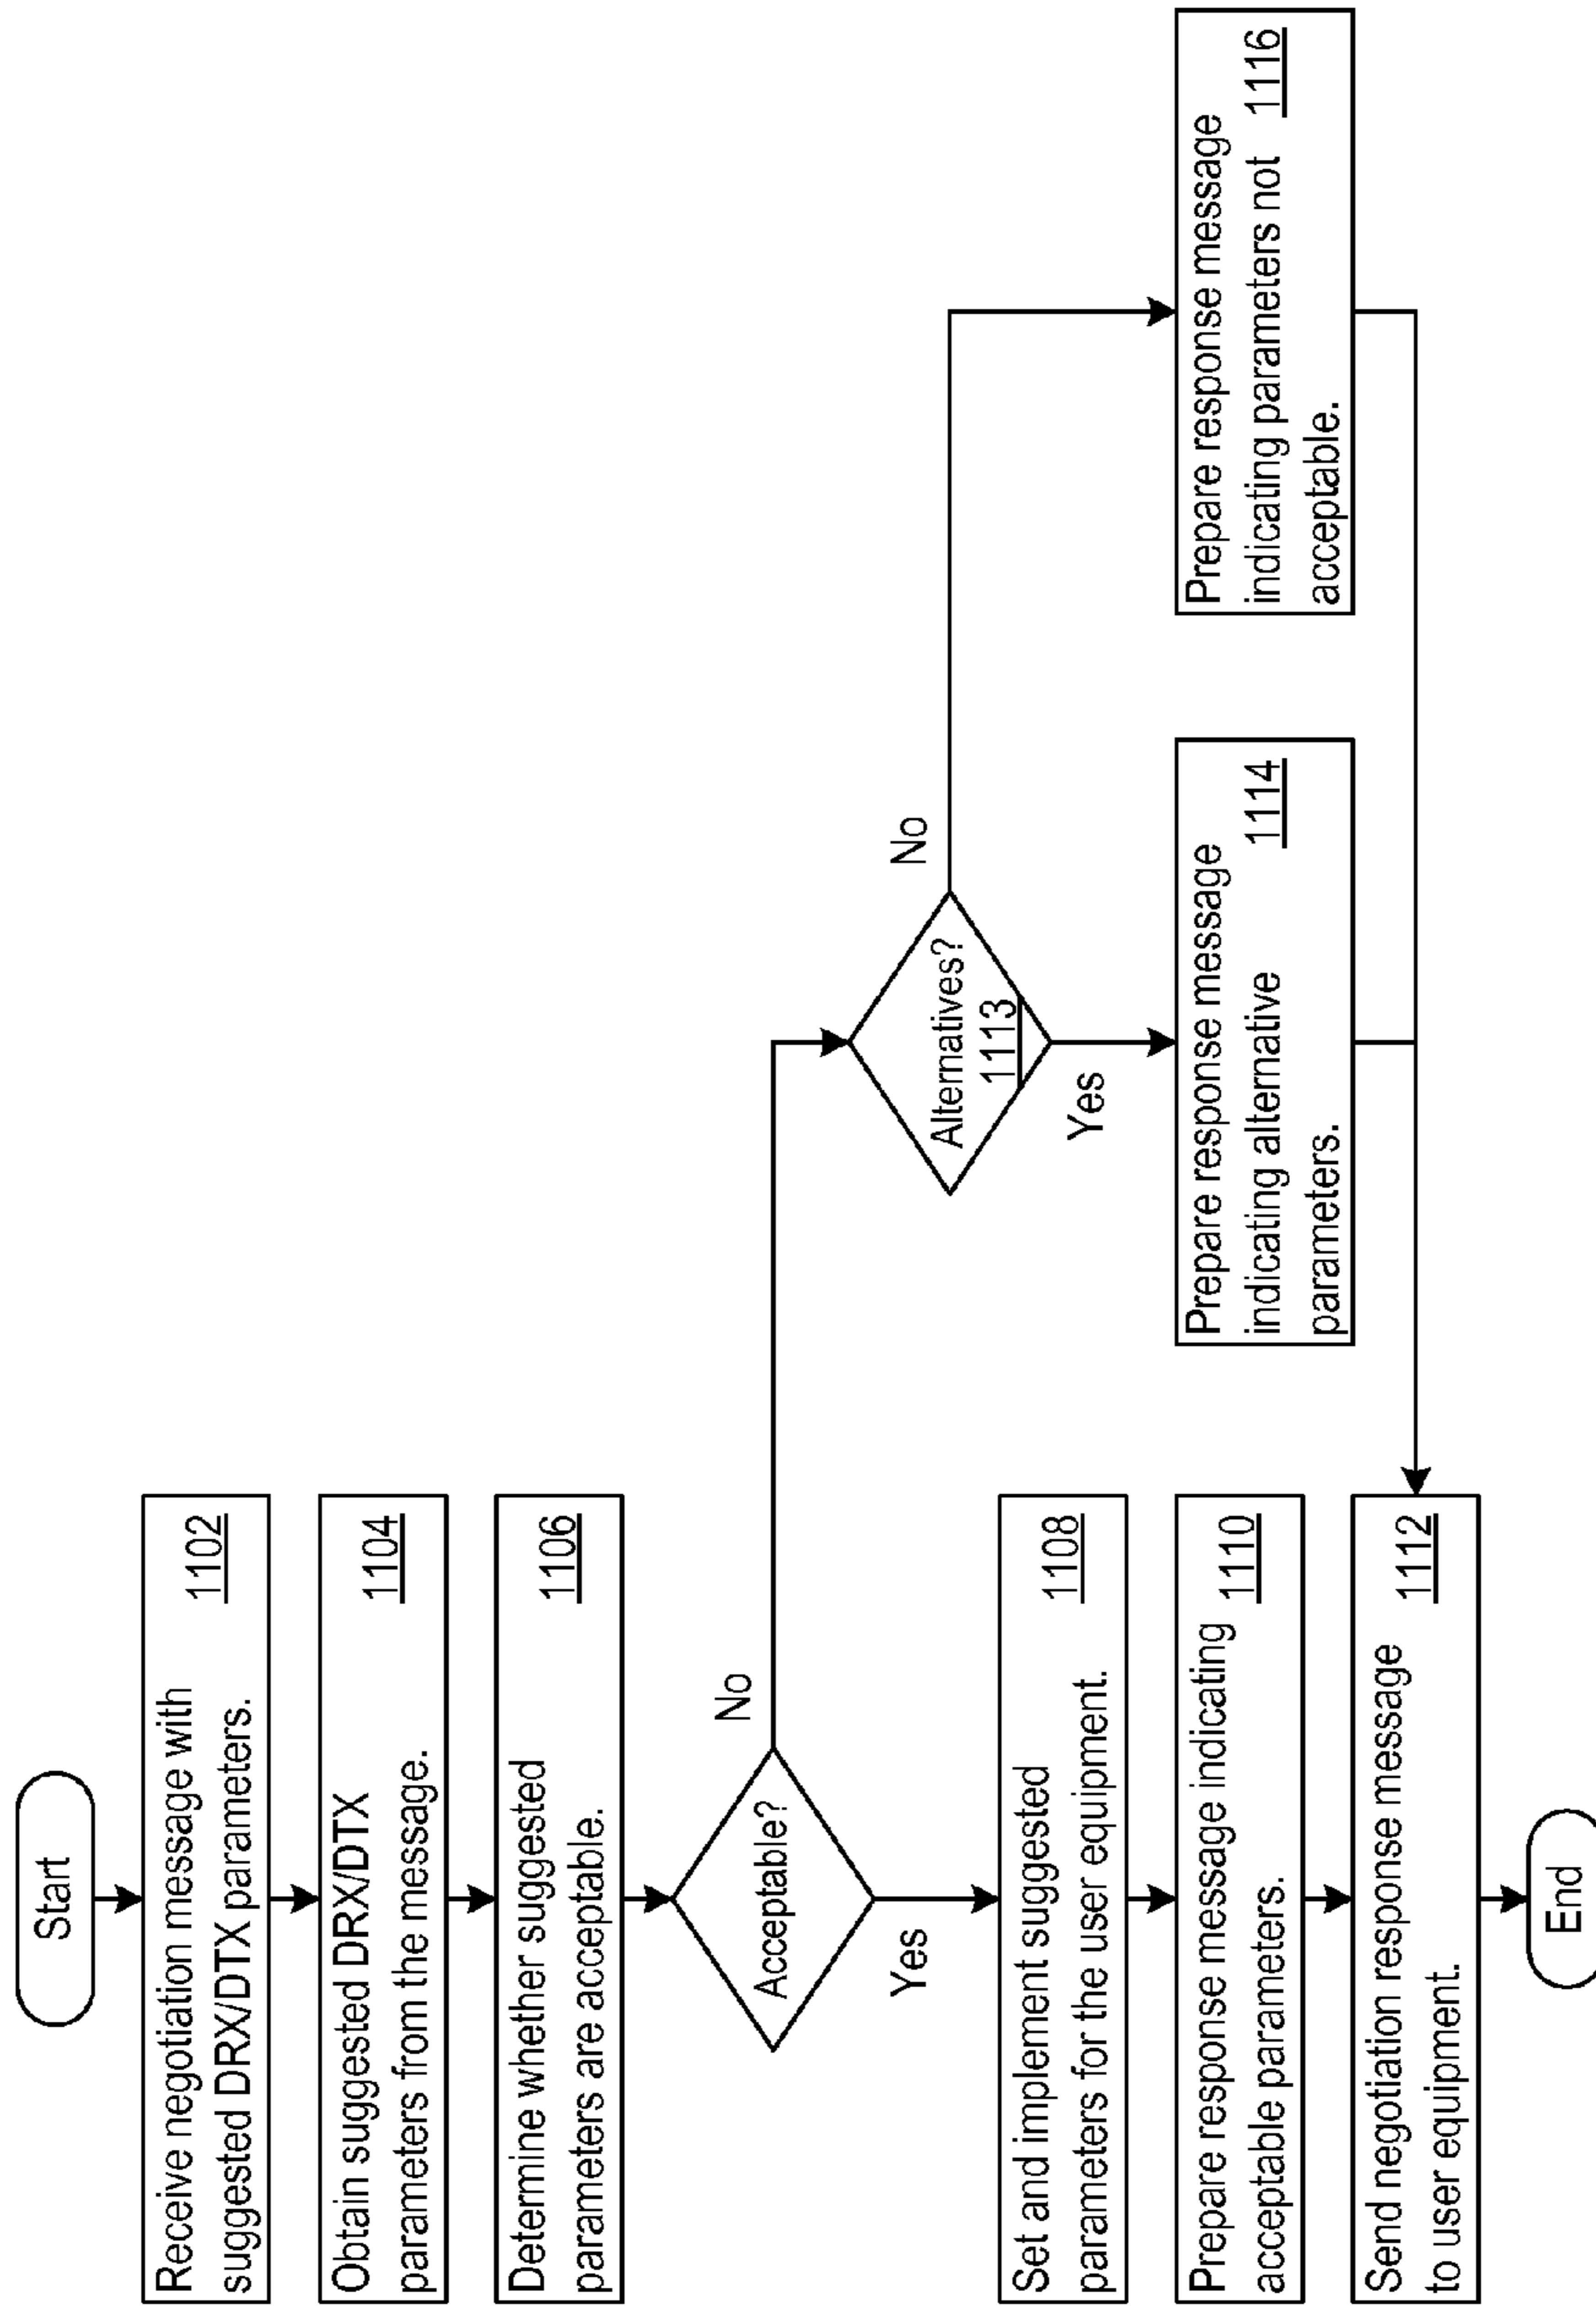 Start
Receive negotiation message with
suggested DRX/DTX parameters. 1102
Obtain suggested DRX/DTX
parameters from the message. 1104
Determine whether suggested
parameters are acceptable. 1106
Acceptable?
No
Yes
Set and implement suggested
parameters for the user equipment. 1108
Prepare response message indicating
acceptable parameters. 1110
Send negotiation response message
to user equipment. 1112
End
Alternatives?
1113
No
Yes
Prepare response message
indicating alternative 1114
parameters.
Prepare response message
indicating parameters not 1116
acceptable.